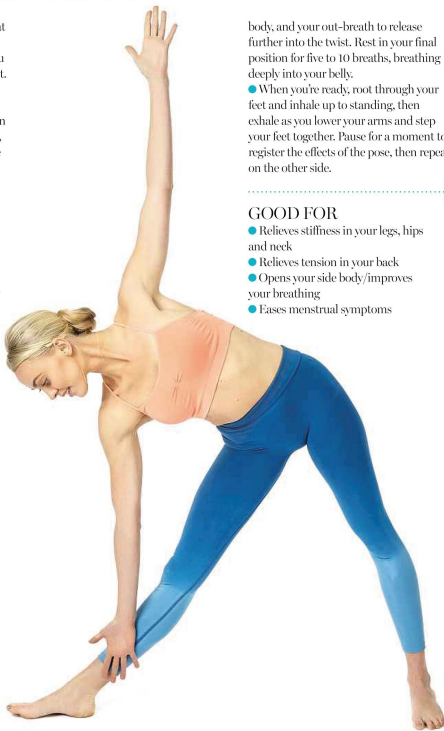 body, and your out-breath to release
further into the twist. Rest in your final
position for five to 10 breaths, breathing
deeply into your belly.
● When you're ready, root through your
feet and inhale up to standing, then
exhale as you lower your arms and step
your feet together. Pause for a moment to
register the effects of the pose, then repea
on the other side.
GOOD FOR
● Relieves stiffness in your legs, hips
and neck
● Relieves tension in your back
● Opens your side body/improves
your breathing
● Eases menstrual symptoms